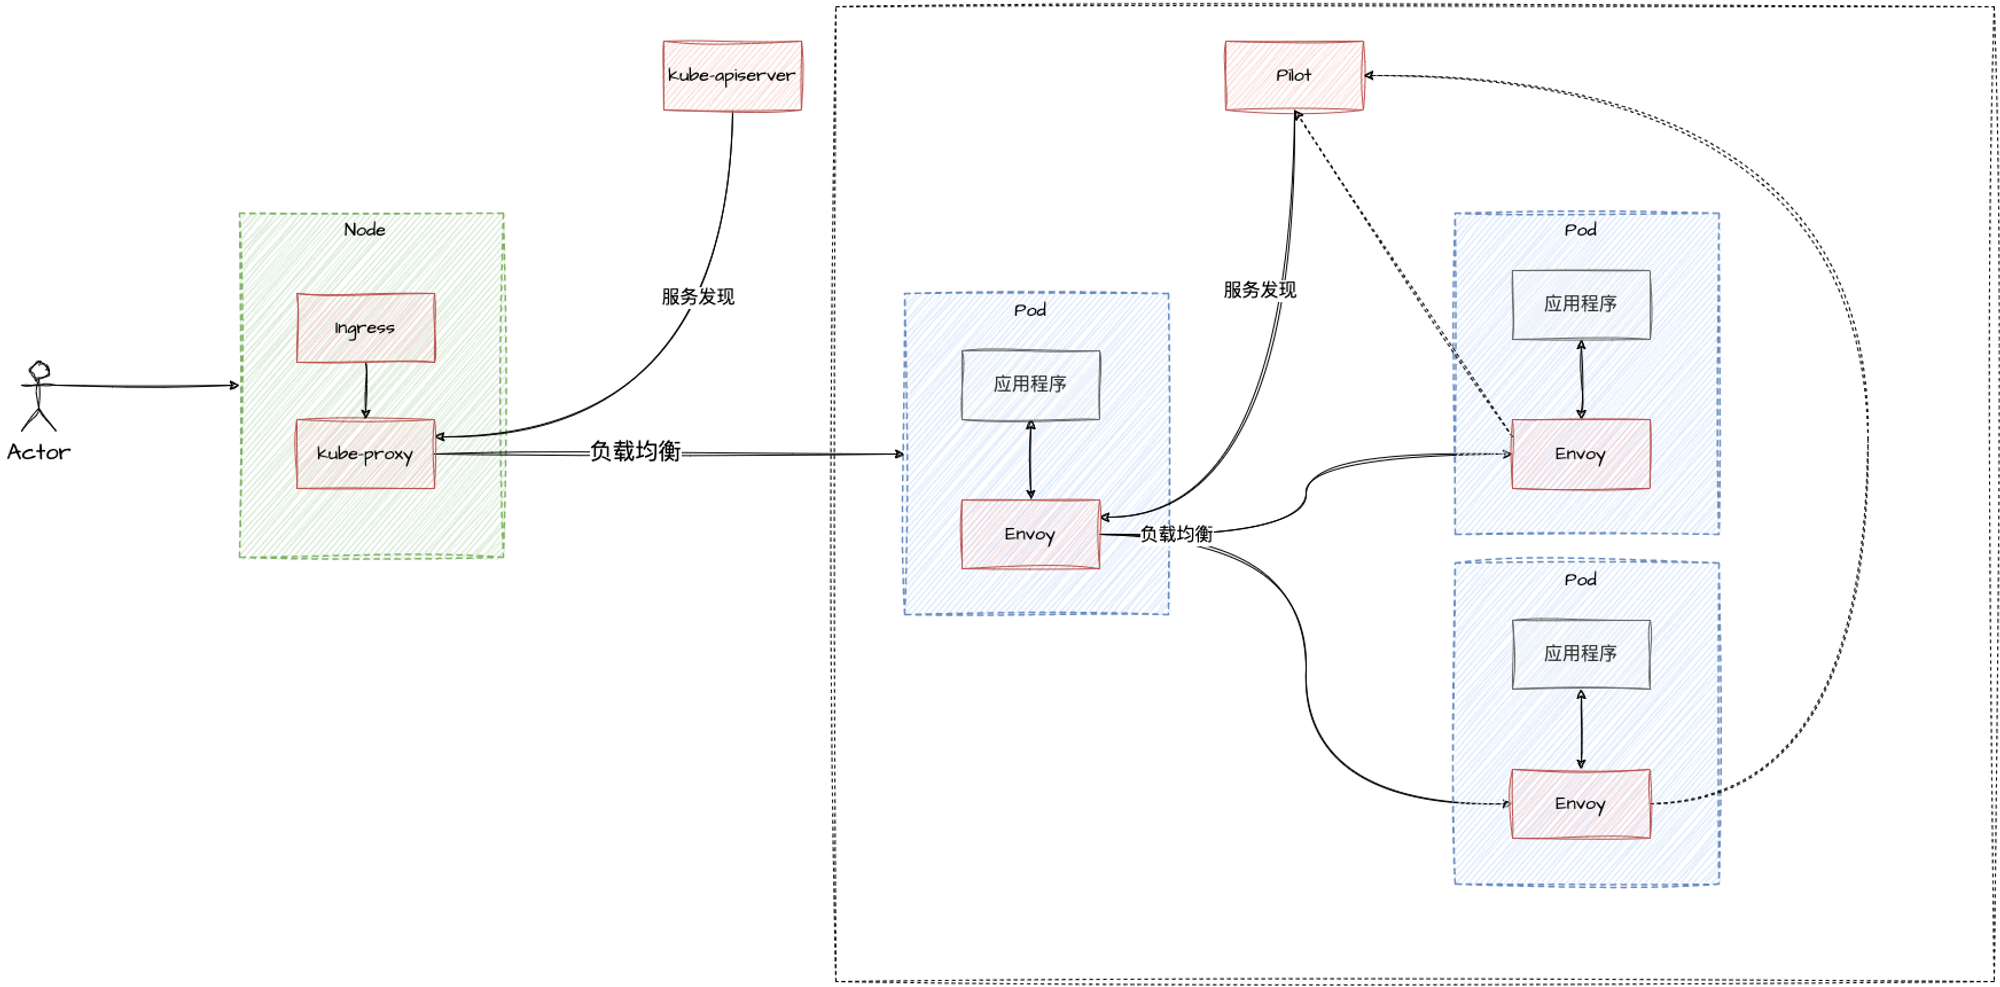 Actor
Node
Ingress
kube-proxy
kube-apiserver
服务发现
负载均衡
Pilot
服务发现
Pod
应用程序
Envoy
负载均衡
Pod
应用程序
Envoy
Pod
应用程序
Envoy